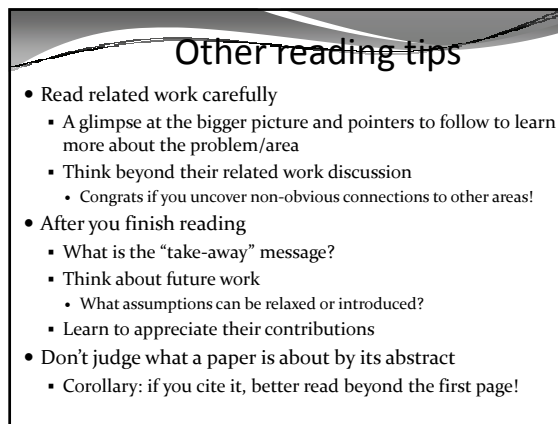 Other reading tips
• Read related work carefully
▪ A glimpse at the bigger picture and pointers to follow to learn
more about the problem/area
▪ Think beyond their related work discussion
• Congrats if you uncover non-obvious connections to other areas!
• After you finish reading
▪ What is the “take-away” message?
▪ Think about future work
• What assumptions can be relaxed or introduced?
▪ Learn to appreciate their contributions
• Don’t judge what a paper is about by its abstract
▪ Corollary: if you cite it, better read beyond the first page!